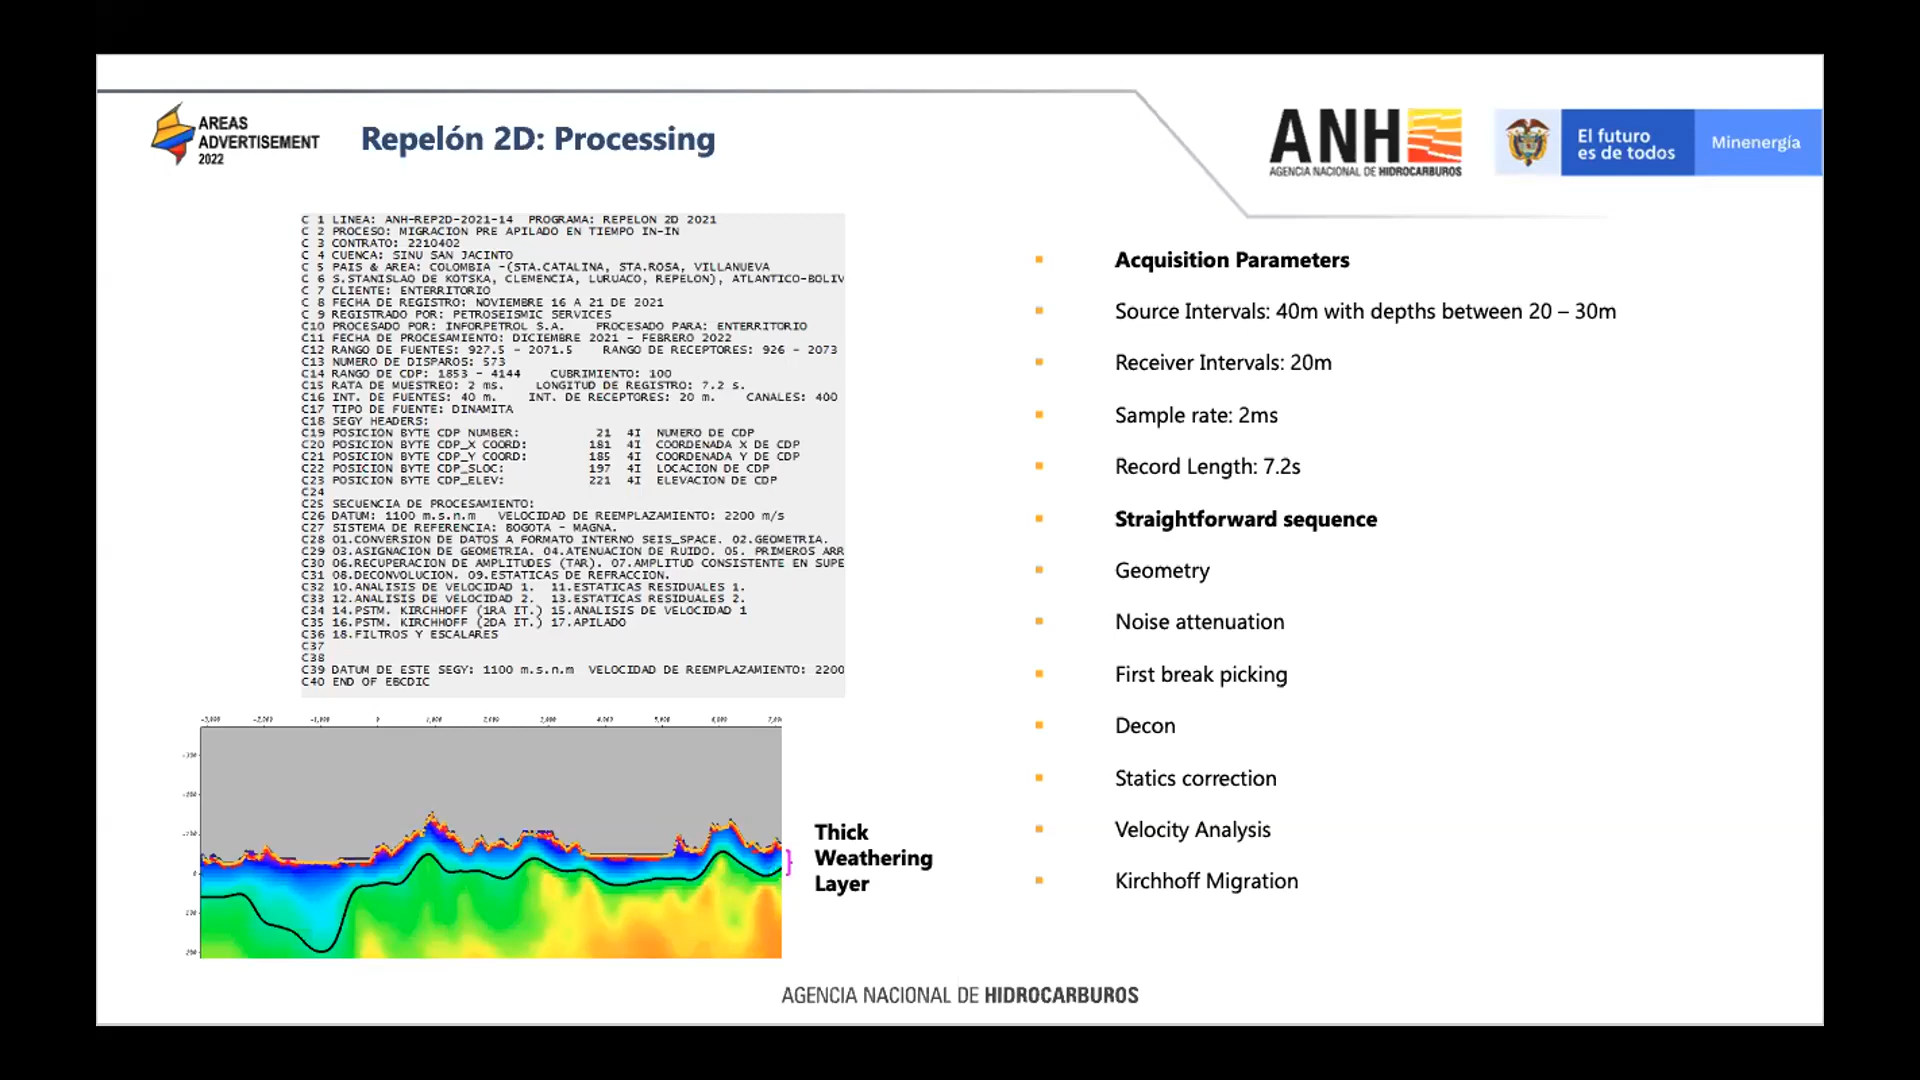 AREAS
ADVERTISEMENT
2022
Repelón 2D: Processing
ANH
AGENCIA NACIONAL DE HIDROCARBUROS
El futuro
es de todos
Minenergía
C 1 LINEA: ANH-REP2D-2021-14 PROGRAMA: REPELON 2D 2021
C 2 PROCESO: MIGRACION PRE APILADO EN TIEMPO IN-IN
C 3 CONTRATO: 2210402
C 4 CUENCA: SINU SAN JACINTO
C 5 PAIS & AREA: COLOMBIA -(STA.CATALINA, STA.ROSA, VILLANUEVA
C 6 S.STANISLAO DE KOTSKA, CLEMENCIA, LURUACO, REPELON), ATLANTICO-BOLIV
C 7 CLIENTE: ENTERRITORIO
C 8 FECHA DE REGISTRO: NOVIEMBRE 16 A 21 DE 2021
C 9 REGISTRADO POR: PETROSEISMIC SERVICES
C10 PROCESADO POR: INFORPETROL S.A. PROCESADO PARA: ENTERRITORIO
C11 FECHA DE PROCESAMIENTO: DICIEMBRE 2021 - FEBRERO 2022
C12 RANGO DE FUENTES: 927.5 - 2071.5 RANGO DE RECEPTORES: 926 - 2073
C13 NUMERO DE DISPAROS: 573
C14 RANGO DE CDP: 1853 - 4144 CUBRIMIENTO: 100
C15 RATA DE MUESTREO: 2 ms. LONGITUD DE REGISTRO: 7.2 s.
C16 INT. DE FUENTES: 40 m. INT. DE RECEPTORES: 20 m. CANALES: 400
C17 TIPO DE FUENTE: DINAMITA
C18 SEGY HEADERS:
C19 POSICION BYTE CDP NUMBER: 21 4I NUMERO DE CDP
C20 POSICION BYTE CDP_X COORD: 181 4I COORDENADA X DE CDP
C21 POSICION BYTE CDP_Y COORD: 185 4I COORDENADA Y DE CDP
C22 POSICION BYTE CDP_SLOC: 197 4I LOCACION DE CDP
C23 POSICION BYTE CDP_ELEV: 221 4I ELEVACION DE CDP
C24
C25 SECUENCIA DE PROCESAMIENTO:
C26 DATUM: 1100 m.s.n.m VELOCIDAD DE REEMPLAZAMIENTO: 2200 m/s
C27 SISTEMA DE REFERENCIA: BOGOTA - MAGNA.
C28 01.CONVERSION DE DATOS A FORMATO INTERNO SEIS_SPACE. 02.GEOMETRIA.
C29 03.ASIGNACION DE GEOMETRIA. 04.ATENUACION DE RUIDO. 05. PRIMEROS ARR
C30 06.RECUPERACION DE AMPLITUDES (TAR). 07.AMPLITUD CONSISTENTE EN SUPE
C31 08.DECONVOLUCION. 09.ESTATICAS DE REFRACCION.
C32 10.ANALISIS DE VELOCIDAD 1. 11.ESTATICAS RESIDUALES 1.
C33 12.ANALISIS DE VELOCIDAD 2. 13.ESTATICAS RESIDUALES 2.
C34 14.PSTM. KIRCHHOFF (1RA IT.) 15.ANALISIS DE VELOCIDAD 1
C35 16.PSTM. KIRCHHOFF (2DA IT.) 17.APILADO
C36 18.FILTROS Y ESCALARES
C37
C38
C39 DATUM DE ESTE SEGY: 1100 m.s.n.m VELOCIDAD DE REEMPLAZAMIENTO: 2200
C40 END OF EBCDIC
Thick
Weathering
Layer
Acquisition Parameters
Source Intervals: 40m with depths between 20 – 30m
Receiver Intervals: 20m
Sample rate: 2ms
Record Length: 7.2s
Straightforward sequence
Geometry
Noise attenuation
First break picking
Decon
Statics correction
Velocity Analysis
Kirchhoff Migration
AGENCIA NACIONAL DE HIDROCARBUROS